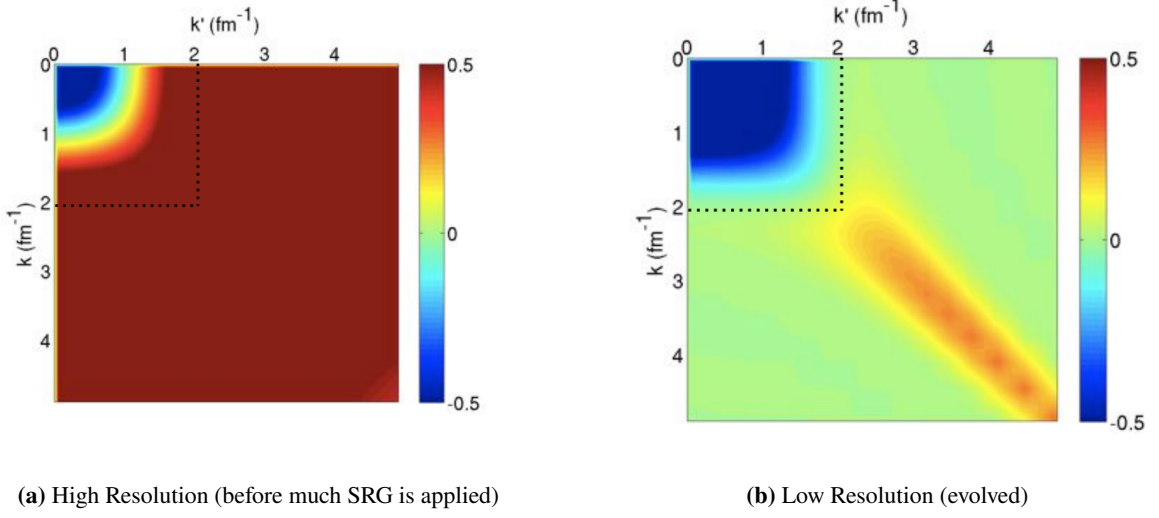 k' (fm⁻¹)
0 1 2 3 4
0
1
2
3
4
k (fm⁻¹)
0.5
0
-0.5
k' (fm⁻¹)
0 1 2 3 4
0
1
2
3
4
k (fm⁻¹)
0.5
0
-0.5
(a) High Resolution (before much SRG is applied)
(b) Low Resolution (evolved)